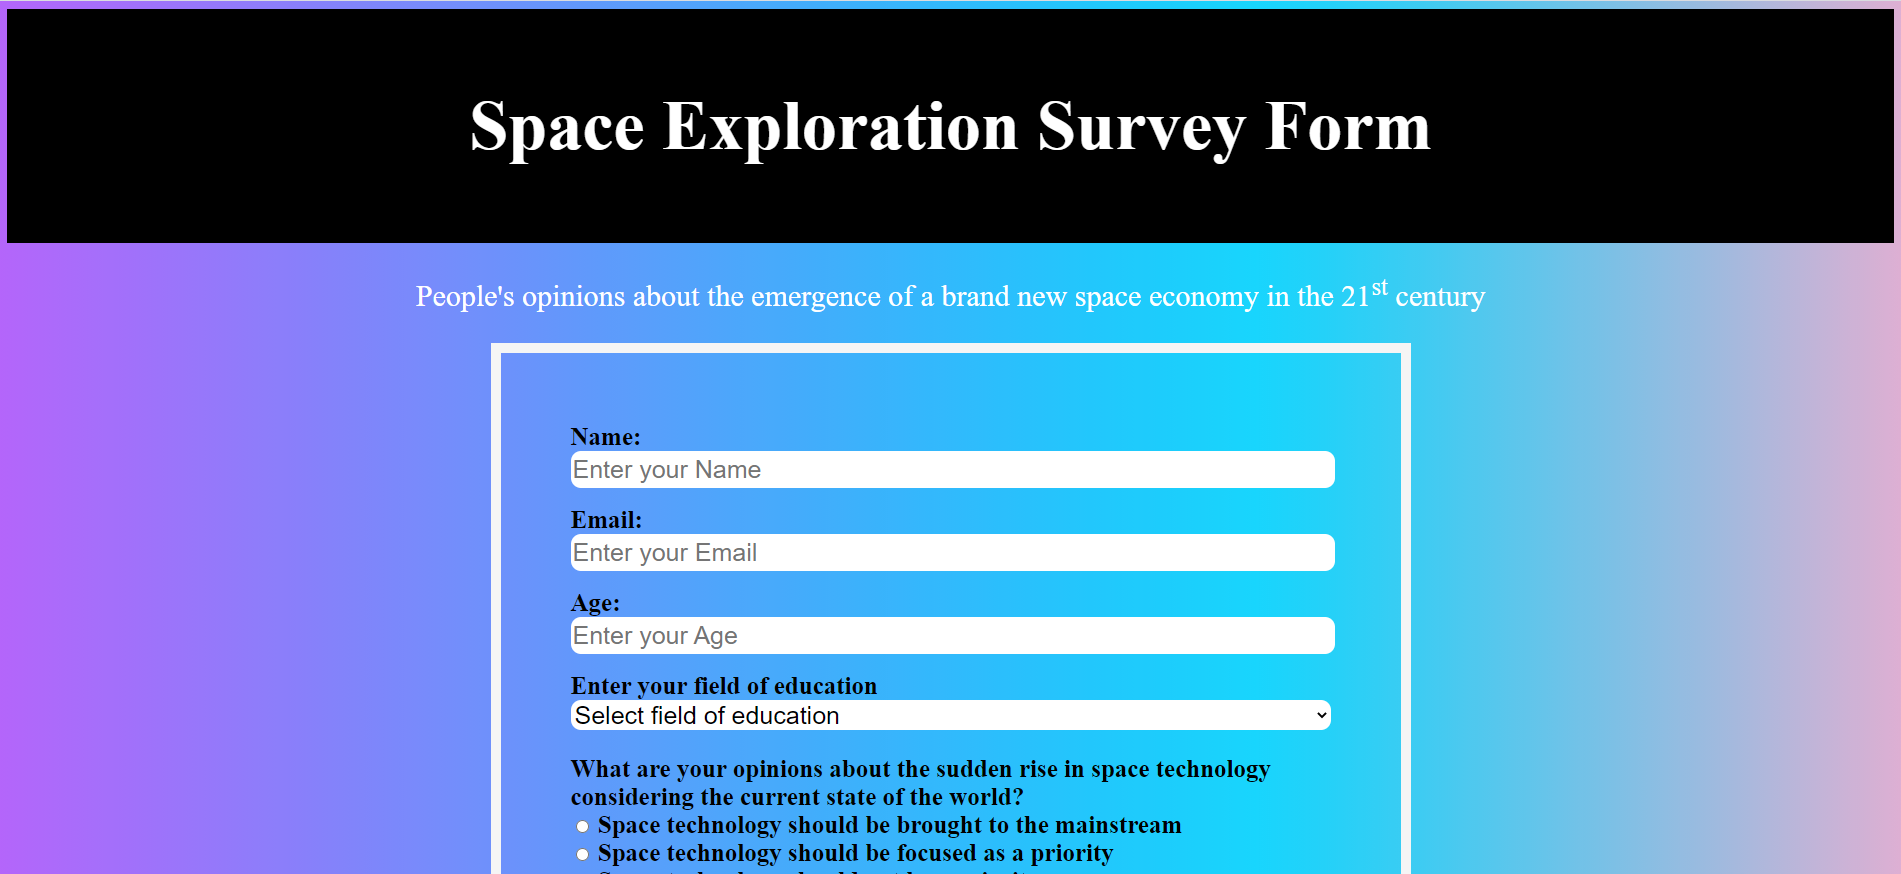 Space Exploration Survey Form
People's opinions about the emergence of a brand new space economy in the 21st century
Name:
Enter your Name
Email:
Enter your Email
Age:
Enter your Age
Enter your field of education
Select field of education
What are your opinions about the sudden rise in space technology
considering the current state of the world?
Space technology should be brought to the mainstream
Space technology should be focused as a priority